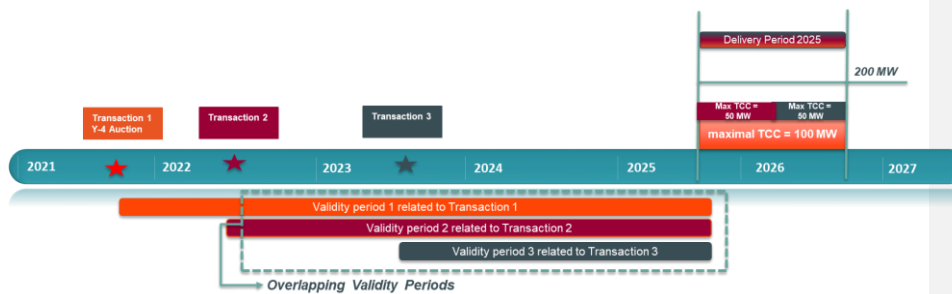 Delivery Period 2025
200 MW
Max TCC =
50 MW
Max TCC =
50 MW
maximal TCC = 100 MW
Transaction 1
Y-4 Auction
Transaction 2
Transaction 3
2021
2022
2023
2024
2025
2026
2027
Validity period 1 related to Transaction 1
Validity period 2 related to Transaction 2
Validity period 3 related to Transaction 3
Overlapping Validity Periods